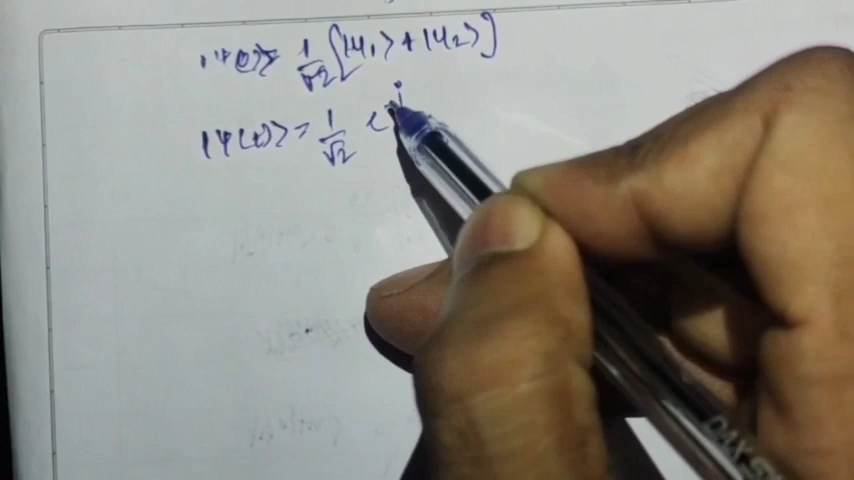 |ψ(0)> = 1/√2 [|ψ₁> + |ψ₂>]
|ψ(t)> = 1/√2 e^i